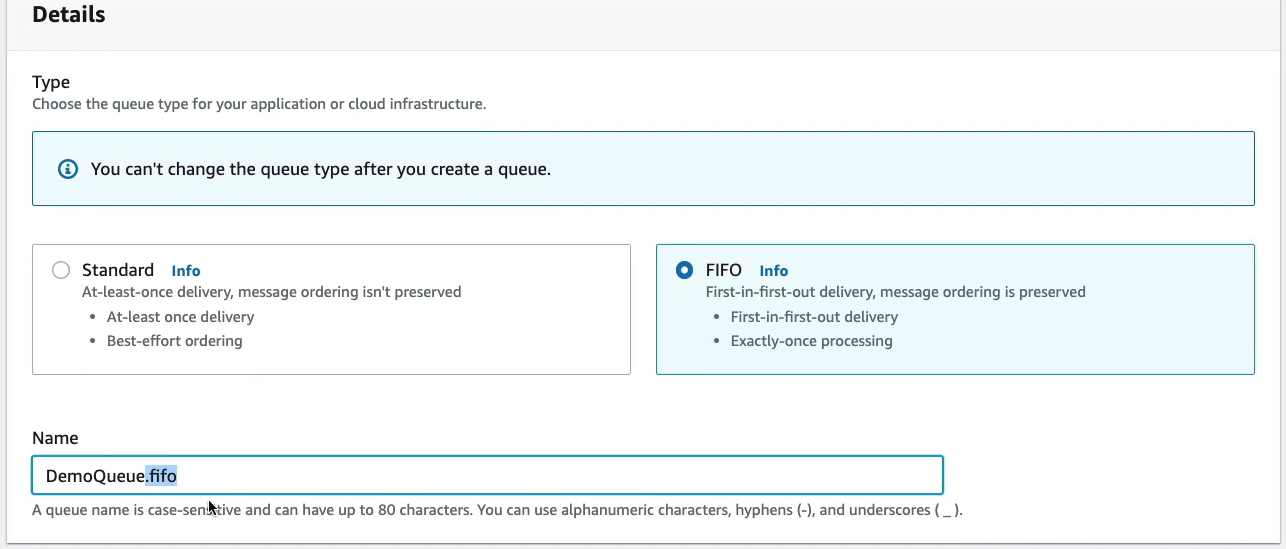 Details
Type
Choose the queue type for your application or cloud infrastructure.
You can't change the queue type after you create a queue.
Standard Info
At-least-once delivery, message ordering isn't preserved
• At-least once delivery
• Best-effort ordering
FIFO Info
First-in-first-out delivery, message ordering is preserved
• First-in-first-out delivery
• Exactly-once processing
Name
DemoQueue.fifo
A queue name is case-sensitive and can have up to 80 characters. You can use alphanumeric characters, hyphens (-), and underscores ( _ ).